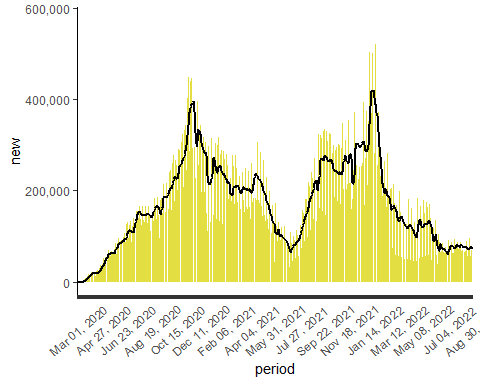 600,000
400,000
200,000
0
new
Mar 01, 2020
Apr 27, 2020
Jun 23, 2020
Aug 19, 2020
Oct 15, 2020
Dec 11, 2020
Feb 06, 2021
Apr 04, 2021
May 31, 2021
Jul 27, 2021
Sep 22, 2021
Nov 18, 2021
Jan 14, 2022
Mar 12, 2022
May 08, 2022
Jul 04, 2022
Aug 30,
period